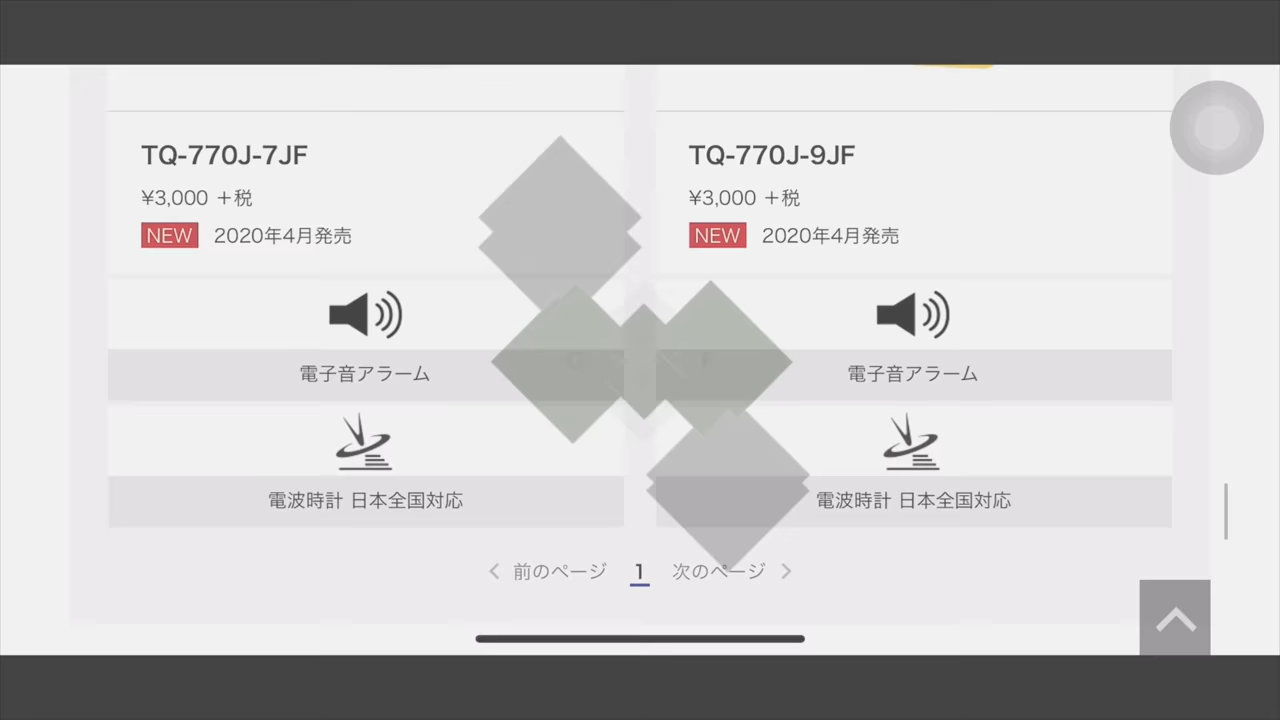 TQ-770J-7JF
¥3,000 +税
NEW 2020年4月発売
電子音アラーム
電波時計 日本全国対応
TQ-770J-9JF
¥3,000 +税
NEW 2020年4月発売
電子音アラーム
電波時計 日本全国対応
前のページ 1 次のページ